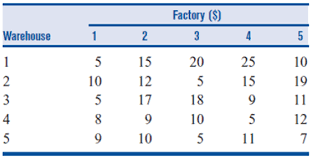 Factory ($)
Warehouse 1 2 3 4 5
1 5 15 20 25 10
2 10 12 5 15 19
3 5 17 18 9 11
4 8 9 10 5 12
5 9 10 5 11 7